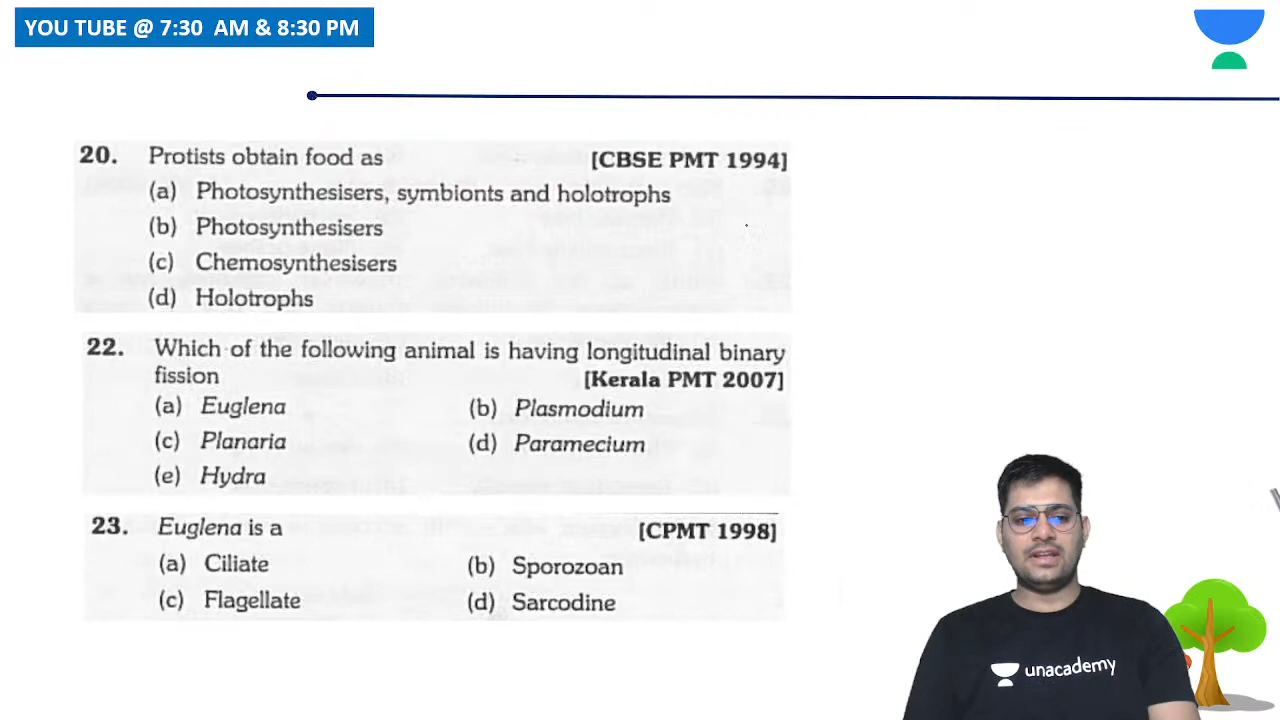 YOU TUBE @ 7:30 AM & 8:30 PM
20. Protists obtain food as [CBSE PMT 1994]
(a) Photosynthesisers, symbionts and holotrophs
(b) Photosynthesisers
(c) Chemosynthesisers
(d) Holotrophs
22. Which of the following animal is having longitudinal binary
fission [Kerala PMT 2007]
(a) Euglena (b) Plasmodium
(c) Planaria (d) Paramecium
(e) Hydra
23. Euglena is a [CPMT 1998]
(a) Ciliate (b) Sporozoan
(c) Flagellate (d) Sarcodine
unacademy